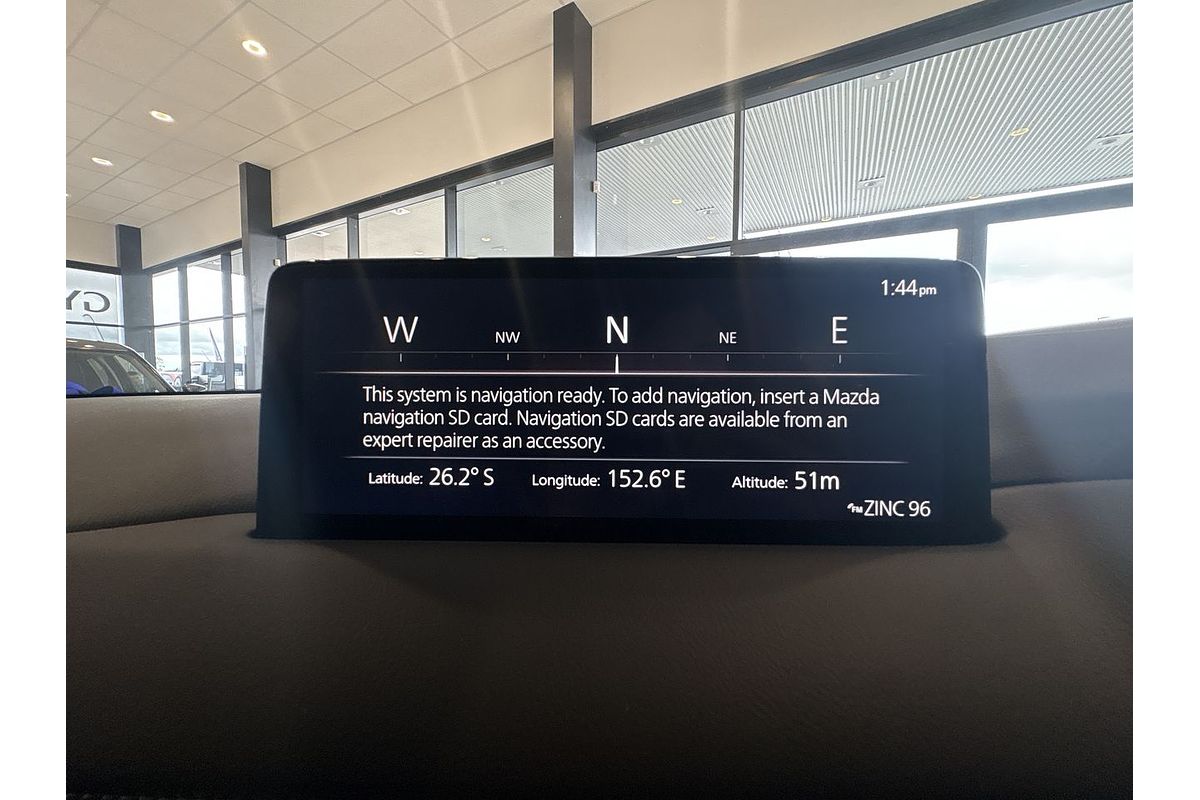 1:44pm
W NW N NE E
This system is navigation ready. To add navigation, insert a Mazda
navigation SD card. Navigation SD cards are available from an
expert repairer as an accessory.
Latitude: 26.2° S Longitude: 152.6° E Altitude: 51m
FM ZINC 96
GY